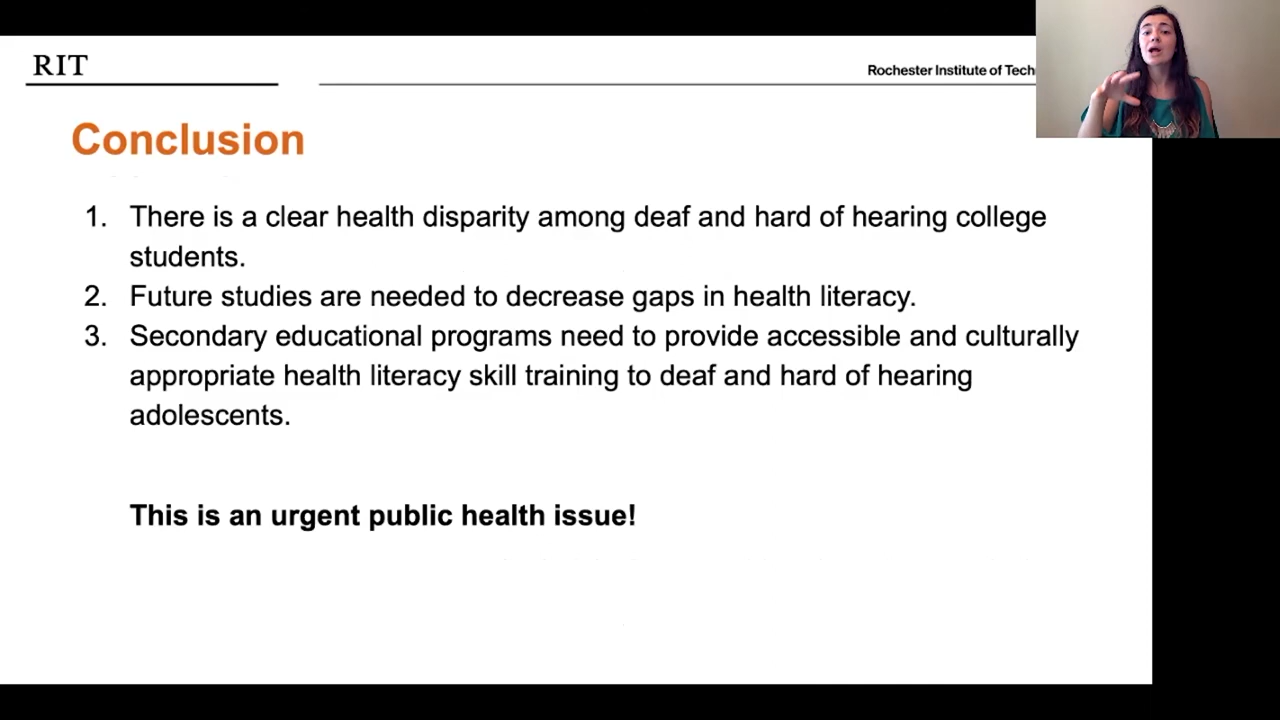 RIT
Rochester Institute of Tech
Conclusion
1. There is a clear health disparity among deaf and hard of hearing college
students.
2. Future studies are needed to decrease gaps in health literacy.
3. Secondary educational programs need to provide accessible and culturally
appropriate health literacy skill training to deaf and hard of hearing
adolescents.
This is an urgent public health issue!